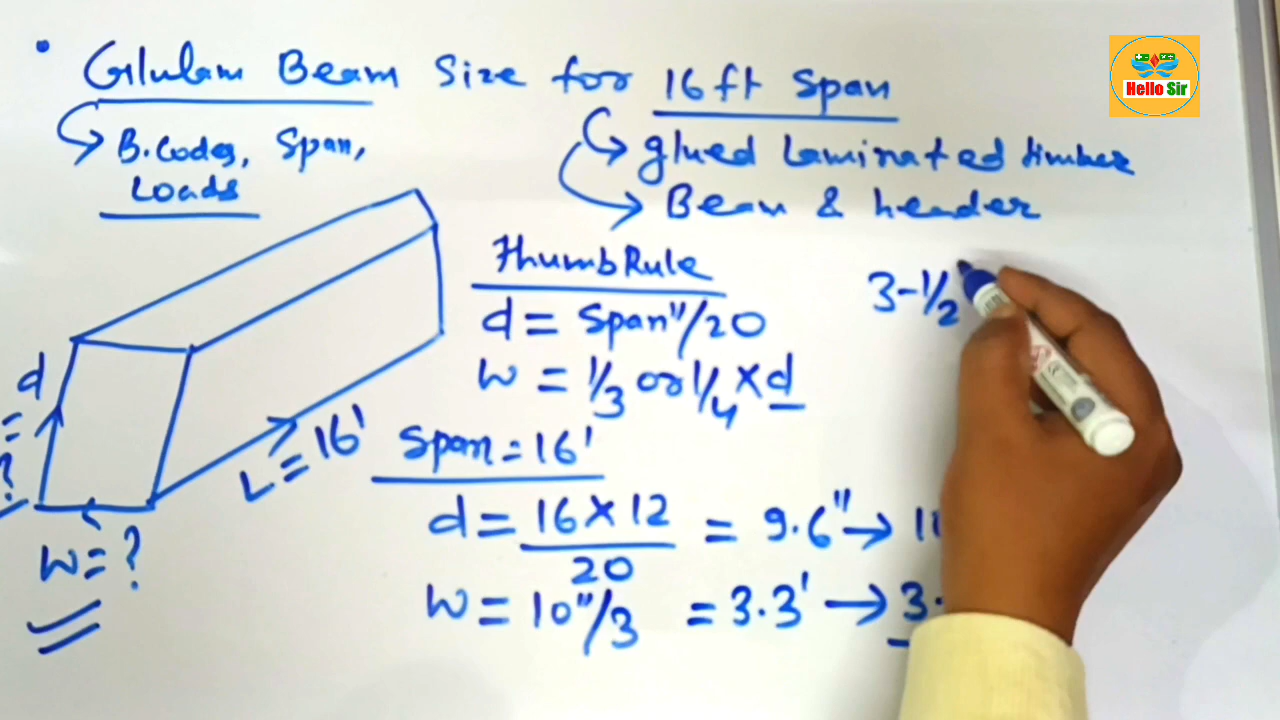 Glulam Beam Size for 16ft Span
Hello Sir
B.Codes, Span,
Loads
glued Laminated timber
Beam & header
Thumb Rule
d = Span"/20
W = 1/3 or 1/4 × d
3-1/2
d = ?
L = 16'
W = ?
Span = 16'
d = 16×12/20 = 9.6" → 11
W = 10"/3 = 3.3' → 3.